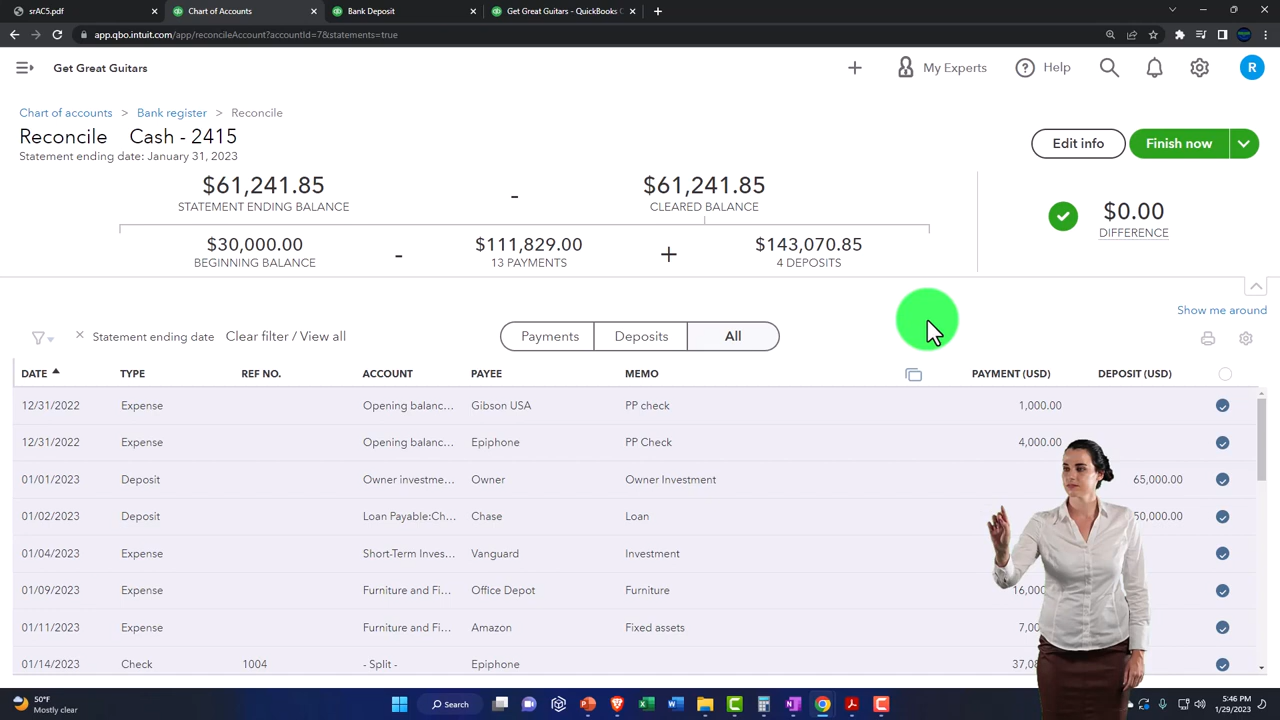 srAC5.pdf × Chart of Accounts × Bank Deposit × Get Great Guitars - QuickBooks C × +
app.qbo.intuit.com/app/reconcileAccount?accountId=7&statements=true
Get Great Guitars My Experts Help R
Chart of accounts > Bank register > Reconcile
Reconcile Cash - 2415
Statement ending date: January 31, 2023
Edit info Finish now
$61,241.85 - $61,241.85
STATEMENT ENDING BALANCE CLEARED BALANCE
$0.00
DIFFERENCE
$30,000.00 - $111,829.00 + $143,070.85
BEGINNING BALANCE 13 PAYMENTS 4 DEPOSITS
Show me around
× Statement ending date Clear filter / View all Payments Deposits All
DATE TYPE REF NO. ACCOUNT PAYEE MEMO PAYMENT (USD) DEPOSIT (USD)
12/31/2022 Expense Opening balanc... Gibson USA PP check 1,000.00
12/31/2022 Expense Opening balanc... Epiphone PP Check 4,000.00
01/01/2023 Deposit Owner investme... Owner Owner Investment 65,000.00
01/02/2023 Deposit Loan Payable:Ch... Chase Loan 50,000.00
01/04/2023 Expense Short-Term Inves... Vanguard Investment
01/09/2023 Expense Furniture and Fi... Office Depot Furniture
01/11/2023 Expense Furniture and Fi... Amazon Fixed assets
01/14/2023 Check 1004 - Split - Epiphone
50°F
Mostly clear
Search
5:46 PM
1/29/2023